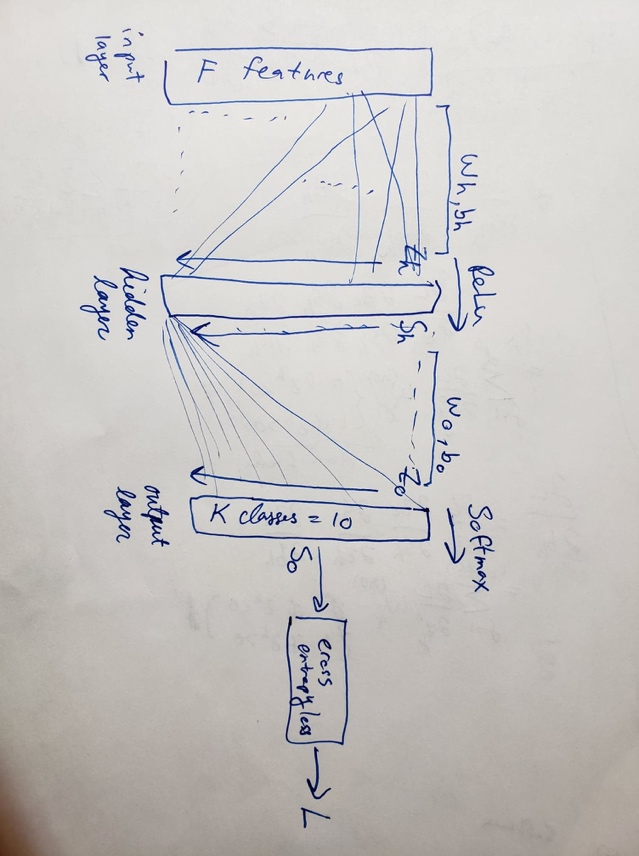 input
layer
F features
Wh, bh
Zh
ReLu
hidden
layer
Sh
Wo, bo
Zo
output
layer
K classes = 10
Softmax
So
cross
entropy loss
L